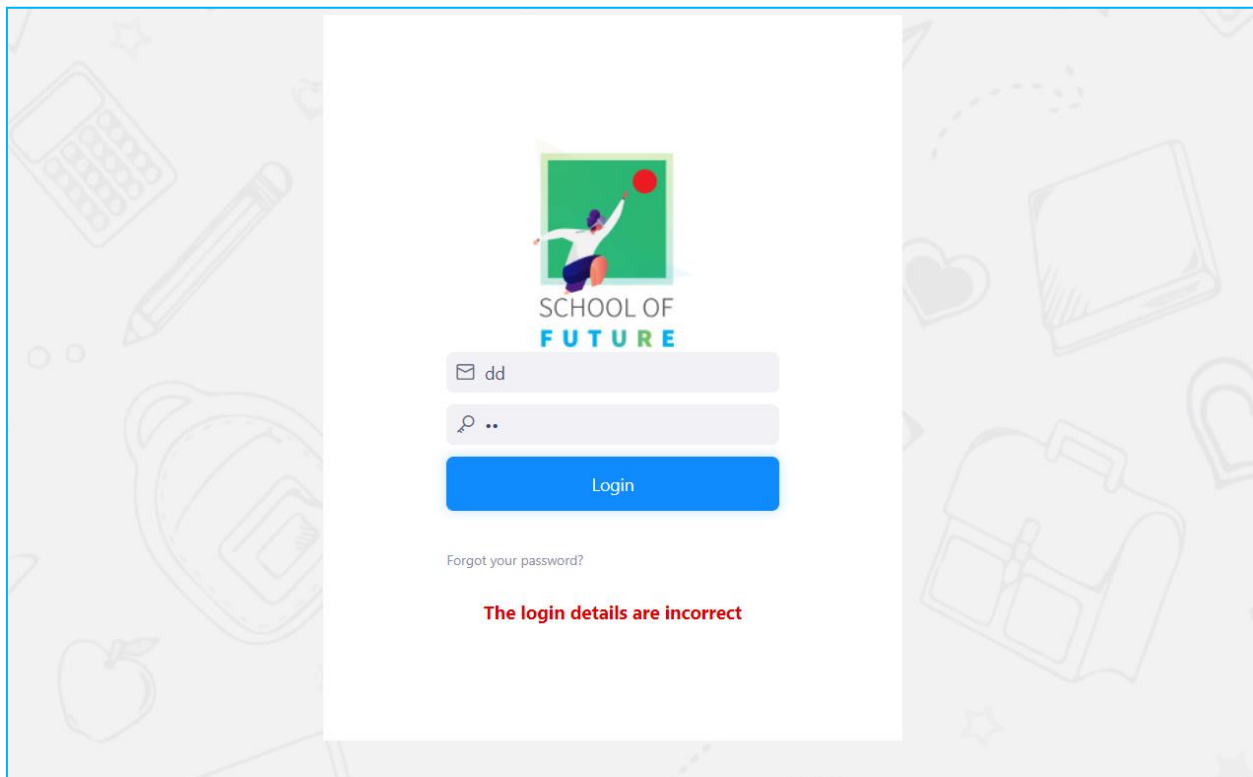 SCHOOL OF
FUTURE
dd
••
Login
Forgot your password?
The login details are incorrect